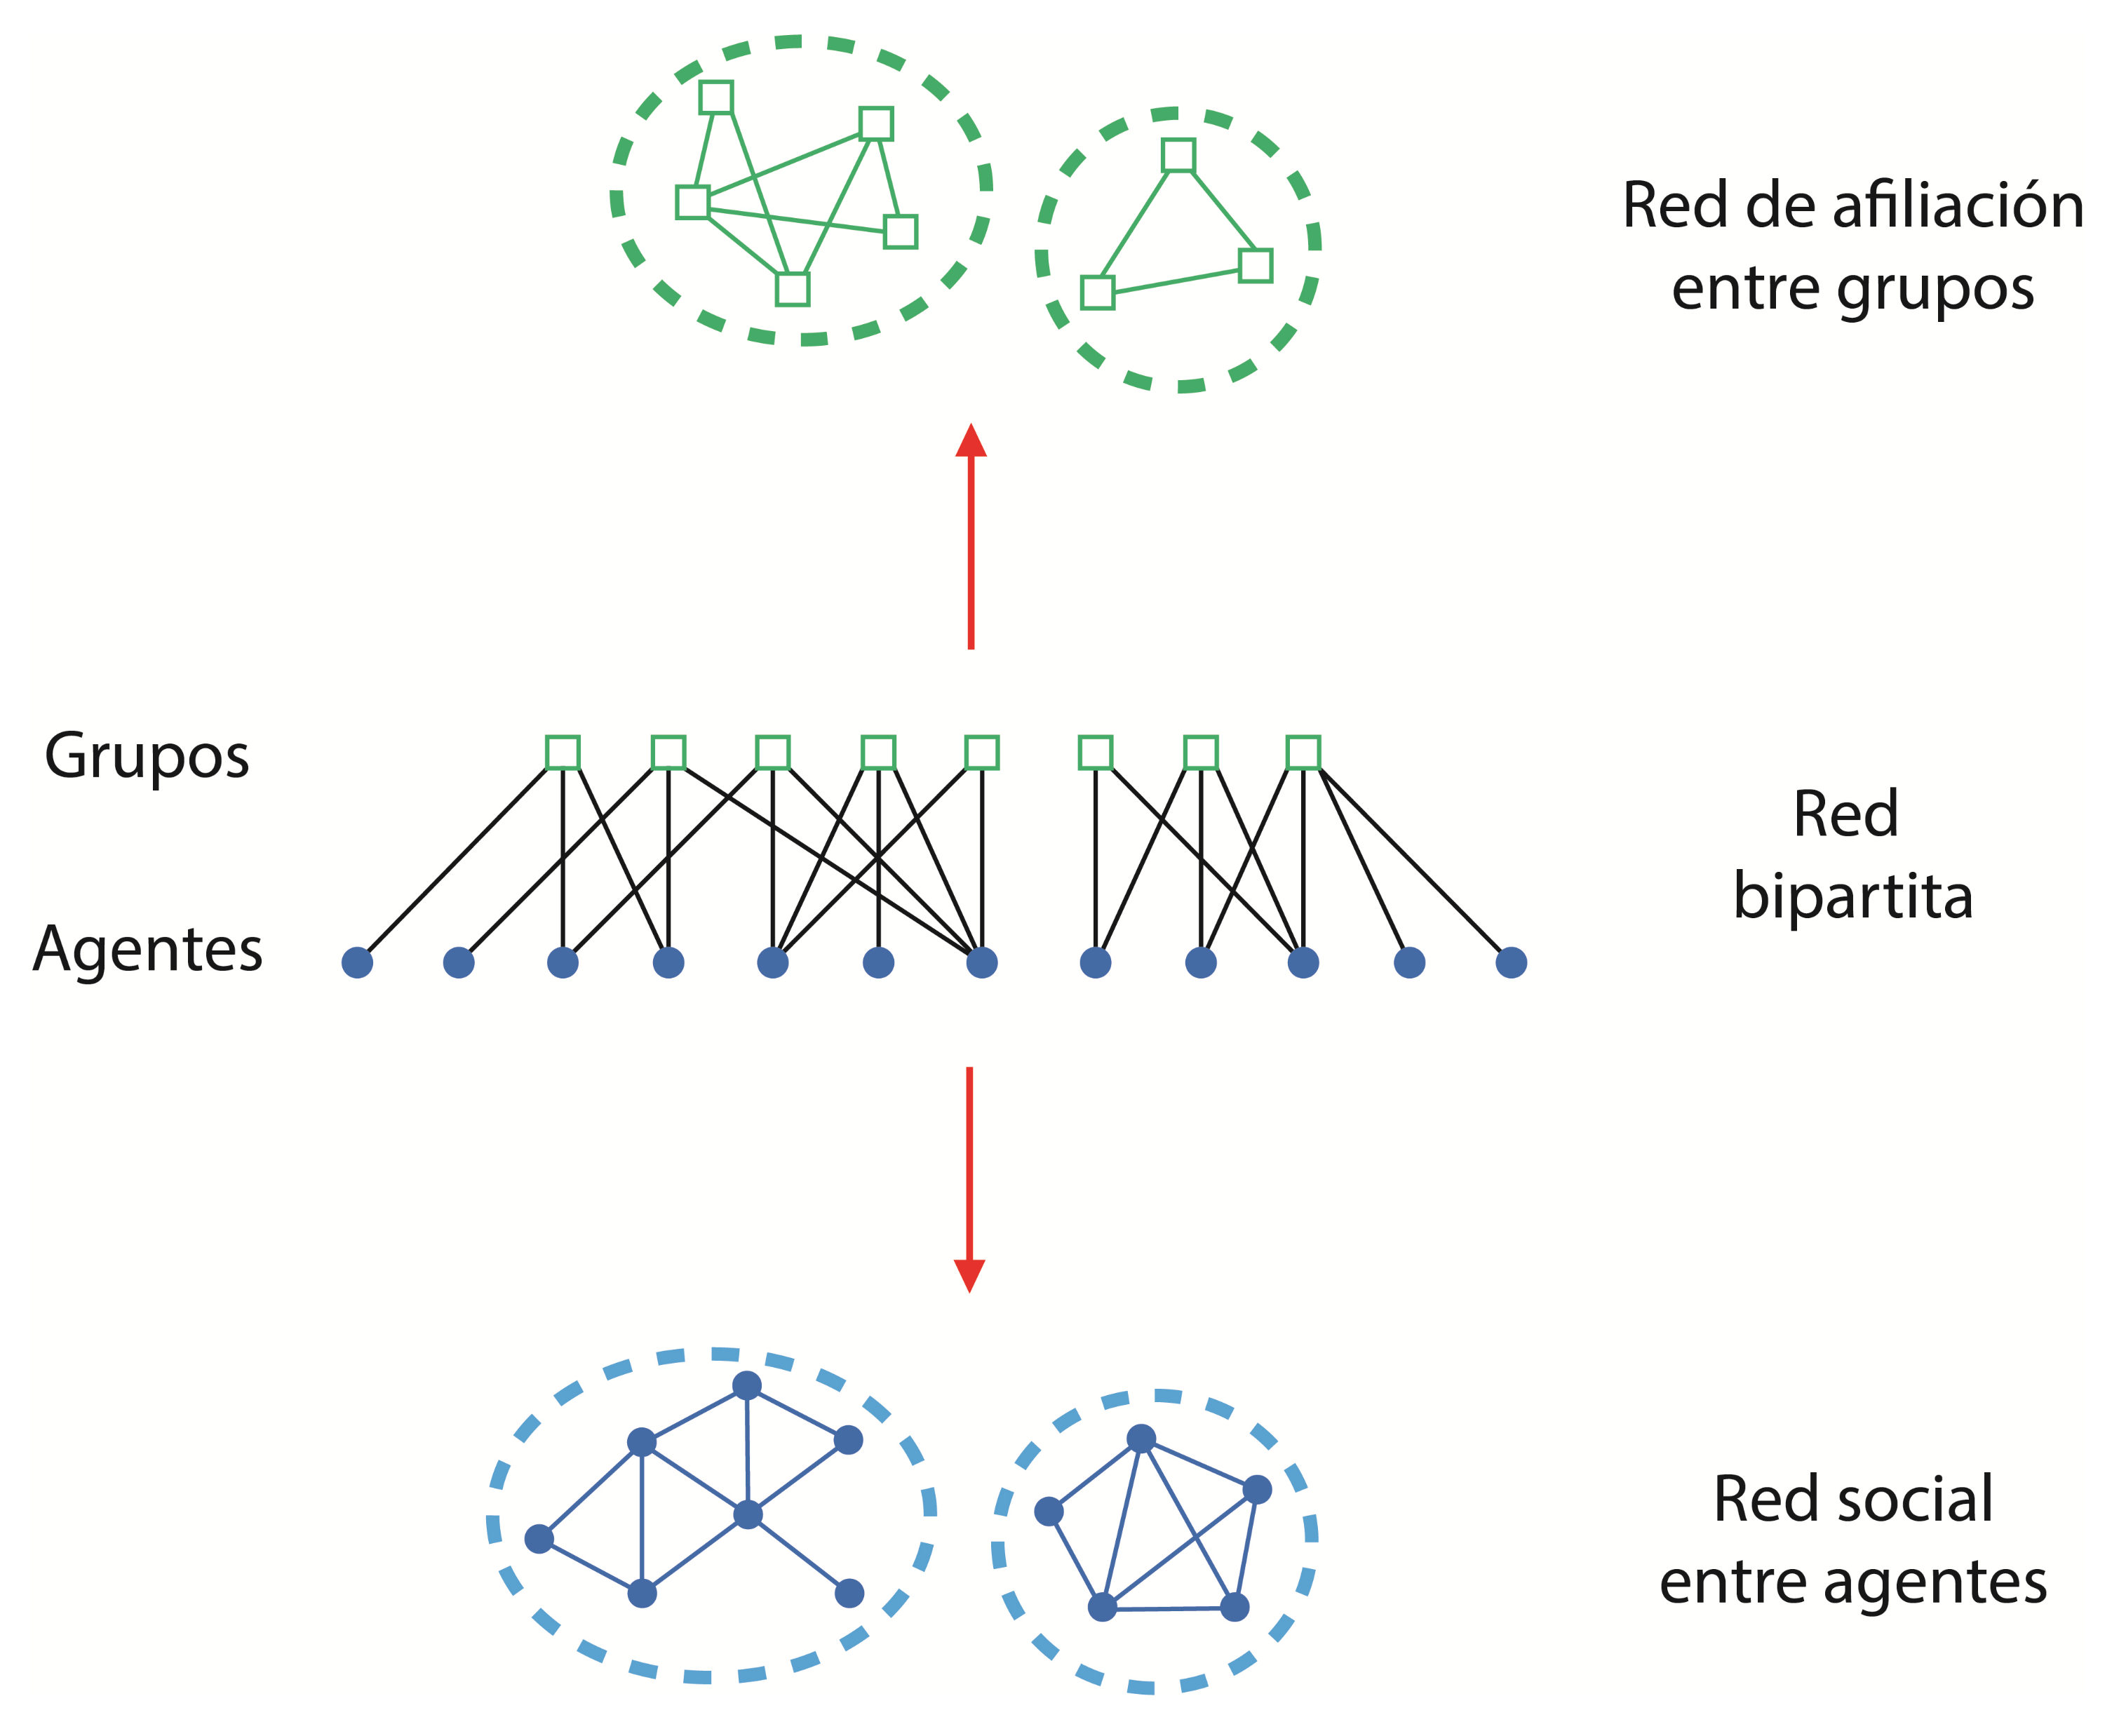 Red de afiliación
entre grupos
Grupos
Red
bipartita
Agentes
Red social
entre agentes